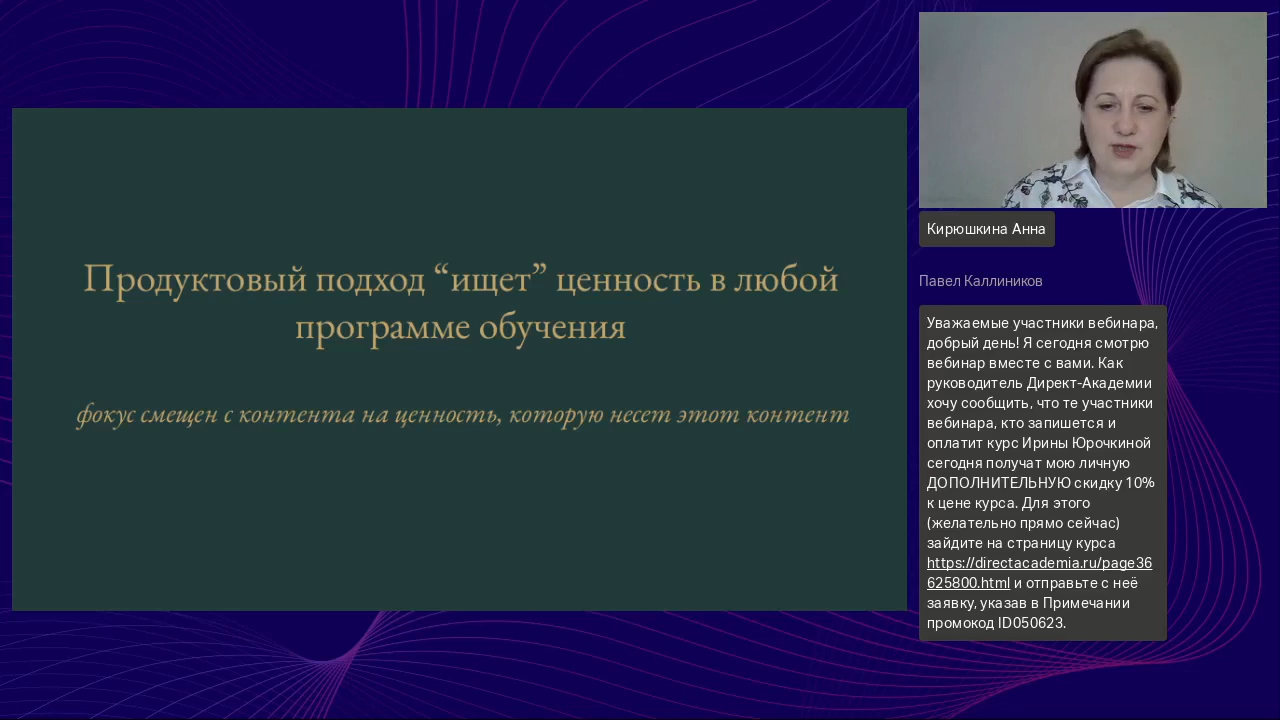 Продуктовый подход “ищет” ценность в любой
программе обучения
фокус смещен с контента на ценность, которую несет этот контент
Кирюшкина Анна
Павел Каллиников
Уважаемые участники вебинара,
добрый день! Я сегодня смотрю
вебинар вместе с вами. Как
руководитель Директ-Академии
хочу сообщить, что те участники
вебинара, кто запишется и
оплатит курс Ирины Юрочкиной
сегодня получат мою личную
ДОПОЛНИТЕЛЬНУЮ скидку 10%
к цене курса. Для этого
(желательно прямо сейчас)
зайдите на страницу курса
https://directacademia.ru/page36
625800.html и отправьте с неё
заявку, указав в Примечании
промокод ID050623.